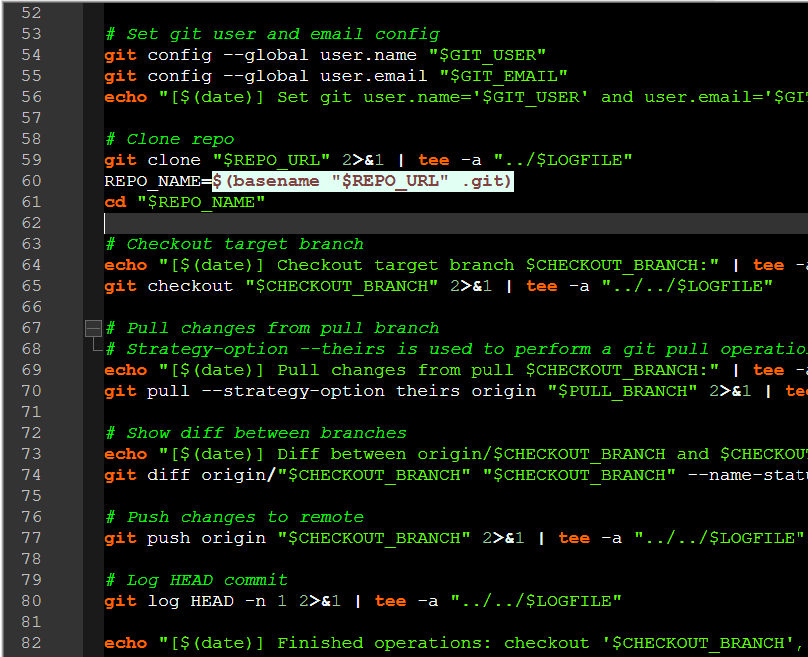 52
53 # Set git user and email config
54 git config --global user.name "$GIT_USER"
55 git config --global user.email "$GIT_EMAIL"
56 echo "[$(date)] Set git user.name='$GIT_USER' and user.email='$GI
57
58 # Clone repo
59 git clone "$REPO_URL" 2>&1 | tee -a "../$LOGFILE"
60 REPO_NAME=$(basename "$REPO_URL" .git)
61 cd "$REPO_NAME"
62
63 # Checkout target branch
64 echo "[$(date)] Checkout target branch $CHECKOUT_BRANCH:" | tee -a
65 git checkout "$CHECKOUT_BRANCH" 2>&1 | tee -a "../../$LOGFILE"
66
67 # Pull changes from pull branch
68 # Strategy-option --theirs is used to perform a git pull operatio
69 echo "[$(date)] Pull changes from pull $CHECKOUT_BRANCH:" | tee -a
70 git pull --strategy-option theirs origin "$PULL_BRANCH" 2>&1 | te
71
72 # Show diff between branches
73 echo "[$(date)] Diff between origin/$CHECKOUT_BRANCH and $CHECKOU
74 git diff origin/"$CHECKOUT_BRANCH" "$CHECKOUT_BRANCH" --name-statu
75
76 # Push changes to remote
77 git push origin "$CHECKOUT_BRANCH" 2>&1 | tee -a "../../$LOGFILE"
78
79 # Log HEAD commit
80 git log HEAD -n 1 2>&1 | tee -a "../../$LOGFILE"
81
82 echo "[$(date)] Finished operations: checkout '$CHECKOUT_BRANCH',